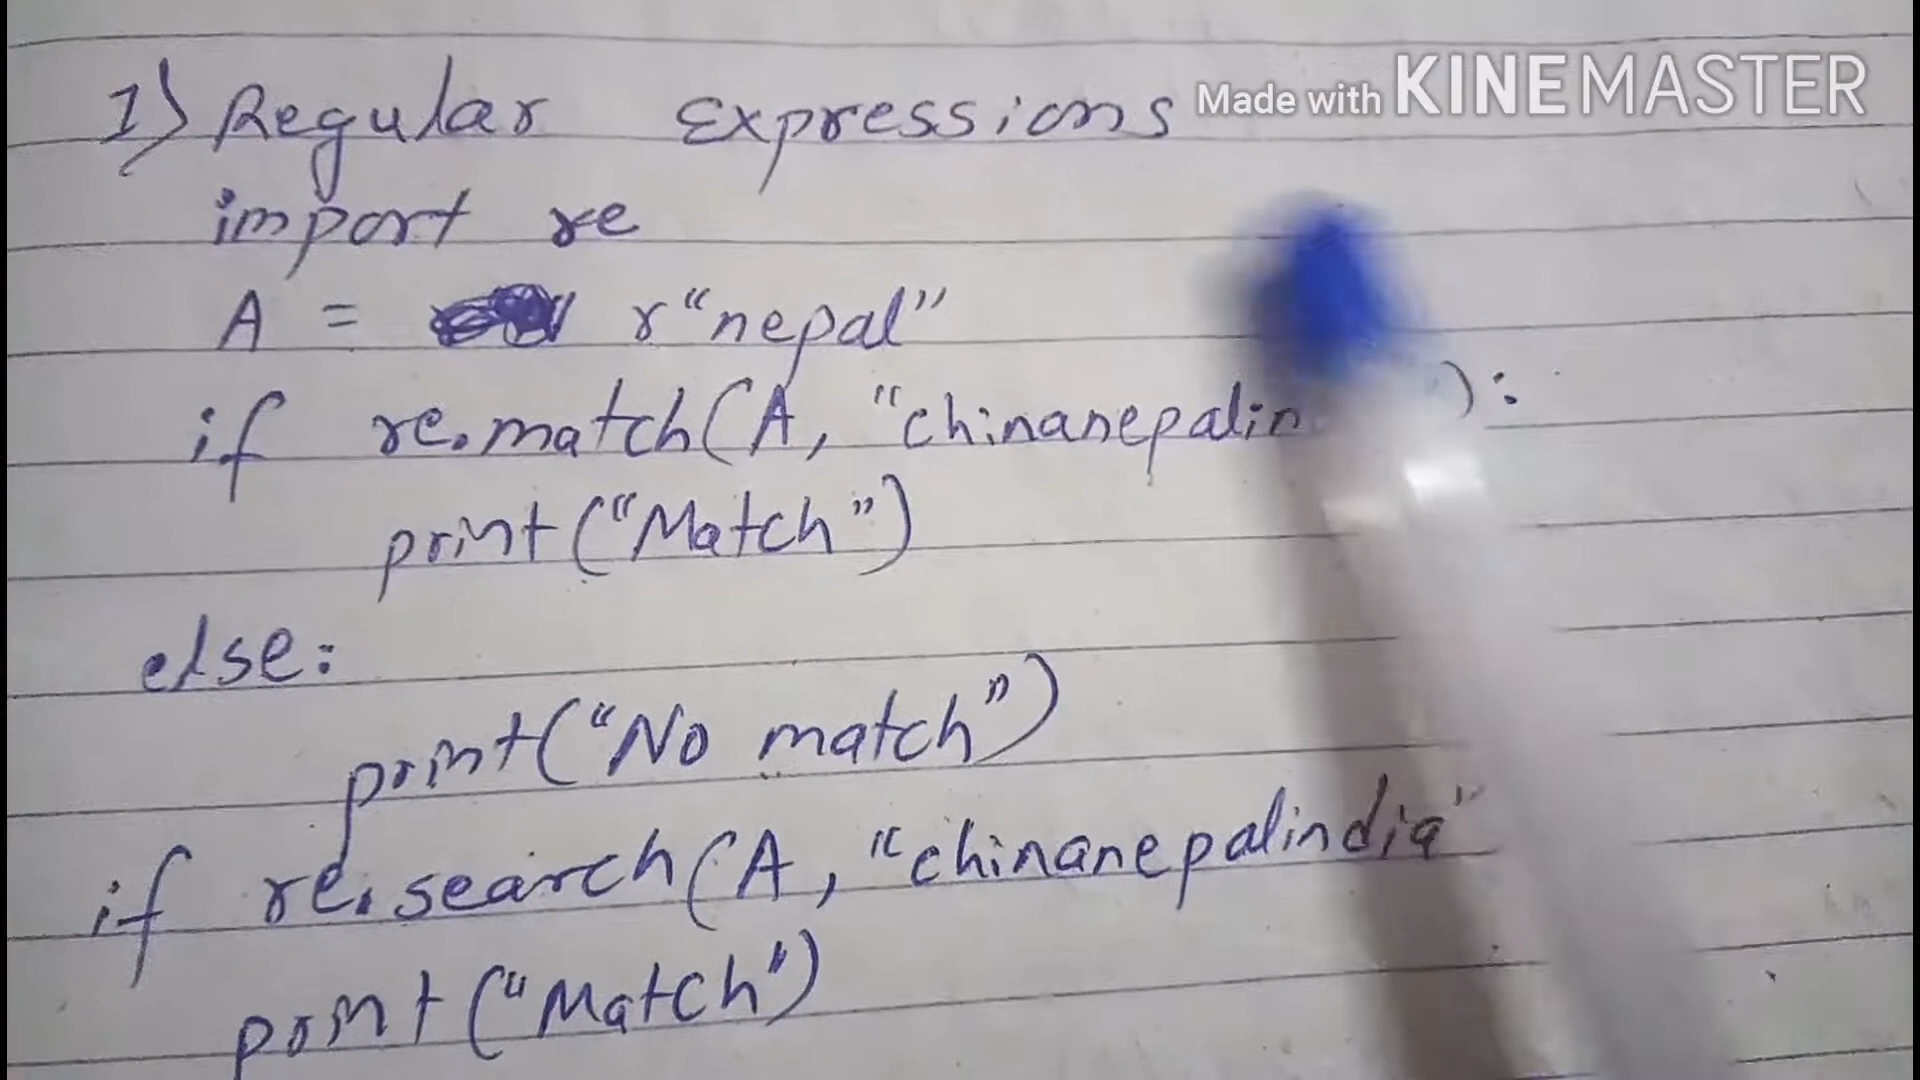 Made with KINEMASTER
1) Regular Expressions
import re
A = r"nepal"
if re.match(A, "chinanepalin ):
print("Match")
else:
print("No match")
if re.search(A, "chinanepalindia"
print("Match")